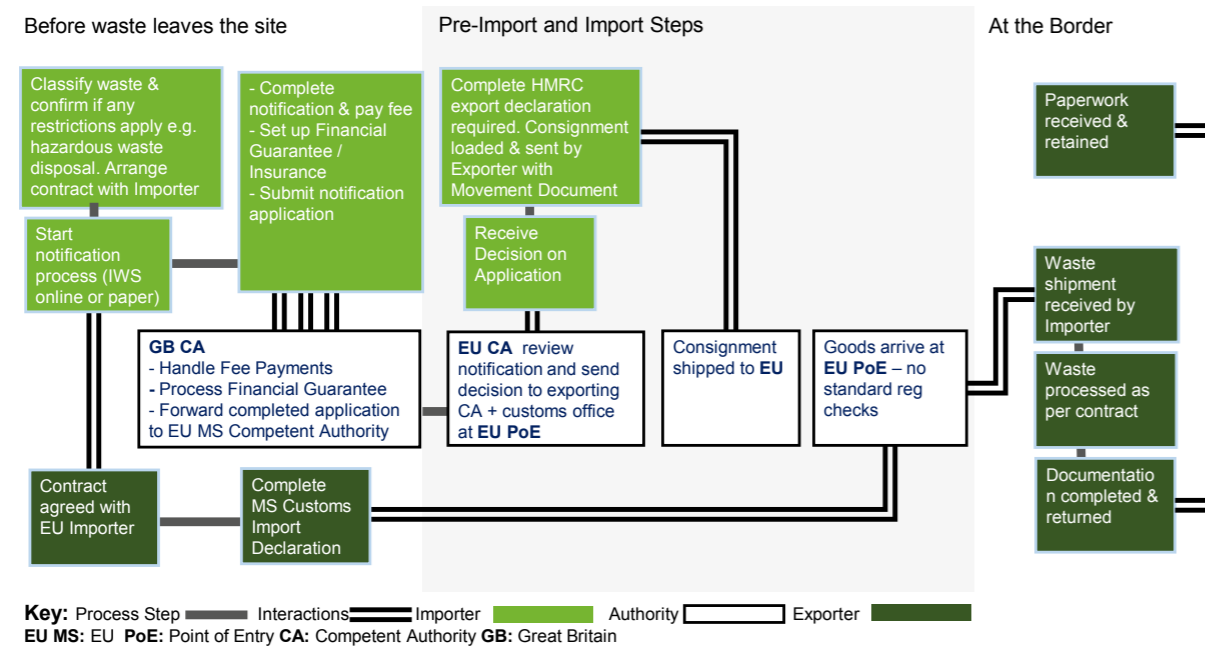 Before waste leaves the site
Pre-Import and Import Steps
At the Border
Classify waste &
confirm if any
restrictions apply e.g.
hazardous waste
disposal. Arrange
contract with Importer
- Complete
notification & pay fee
- Set up Financial
Guarantee /
Insurance
- Submit notification
application
Complete HMRC
export declaration
required. Consignment
loaded & sent by
Exporter with
Movement Document
Paperwork
received &
retained
Start
notification
process (IWS
online or paper)
Receive
Decision on
Application
Waste
shipment
received by
Importer
GB CA
- Handle Fee Payments
- Process Financial Guarantee
- Forward completed application
to EU MS Competent Authority
EU CA review
notification and send
decision to exporting
CA + customs office
at EU PoE
Consignment
shipped to EU
Goods arrive at
EU PoE – no
standard reg
checks
Waste
processed as
per contract
Contract
agreed with
EU Importer
Complete
MS Customs
Import
Declaration
Documentatio
n completed &
returned
Key: Process Step Interactions Importer Authority Exporter
EU MS: EU PoE: Point of Entry CA: Competent Authority GB: Great Britain